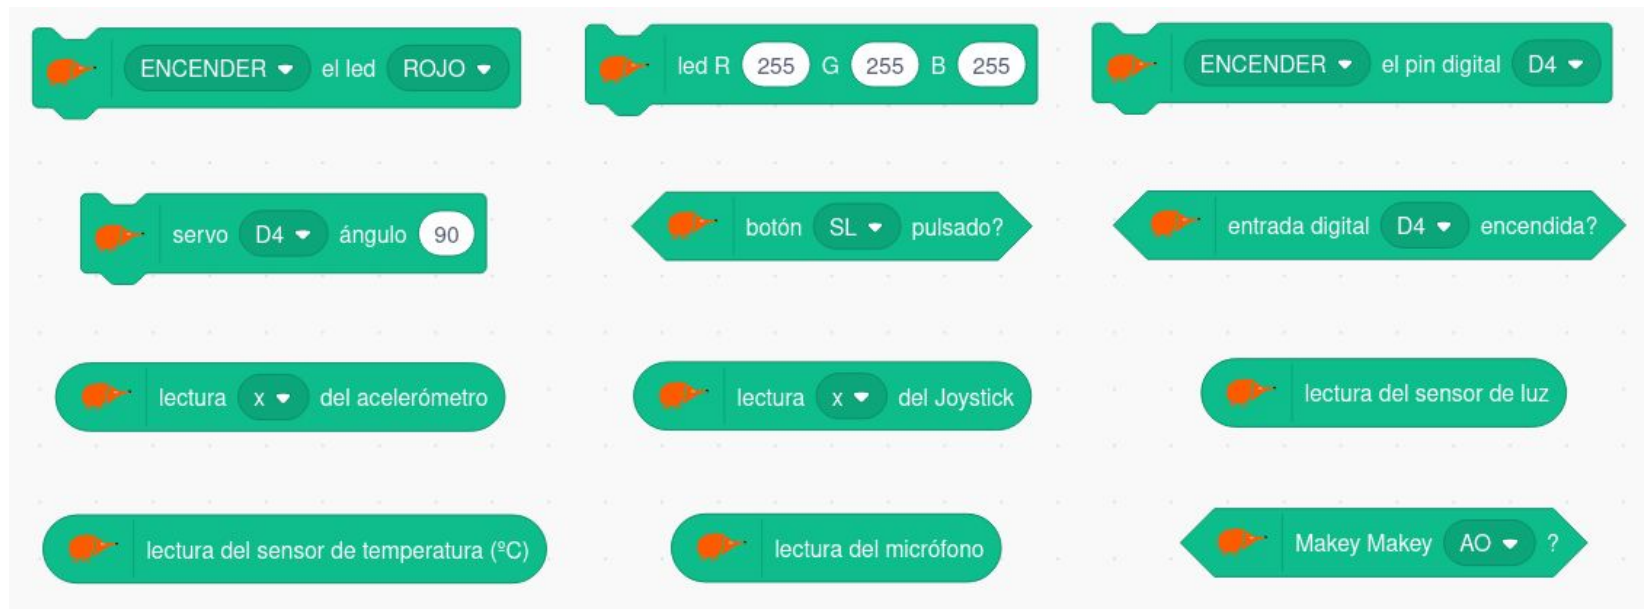 ENCENDER el led ROJO
led R 255 G 255 B 255
ENCENDER el pin digital D4
servo D4 ángulo 90
botón SL pulsado?
entrada digital D4 encendida?
lectura x del acelerómetro
lectura x del Joystick
lectura del sensor de luz
lectura del sensor de temperatura (ºC)
lectura del micrófono
Makey Makey AO ?